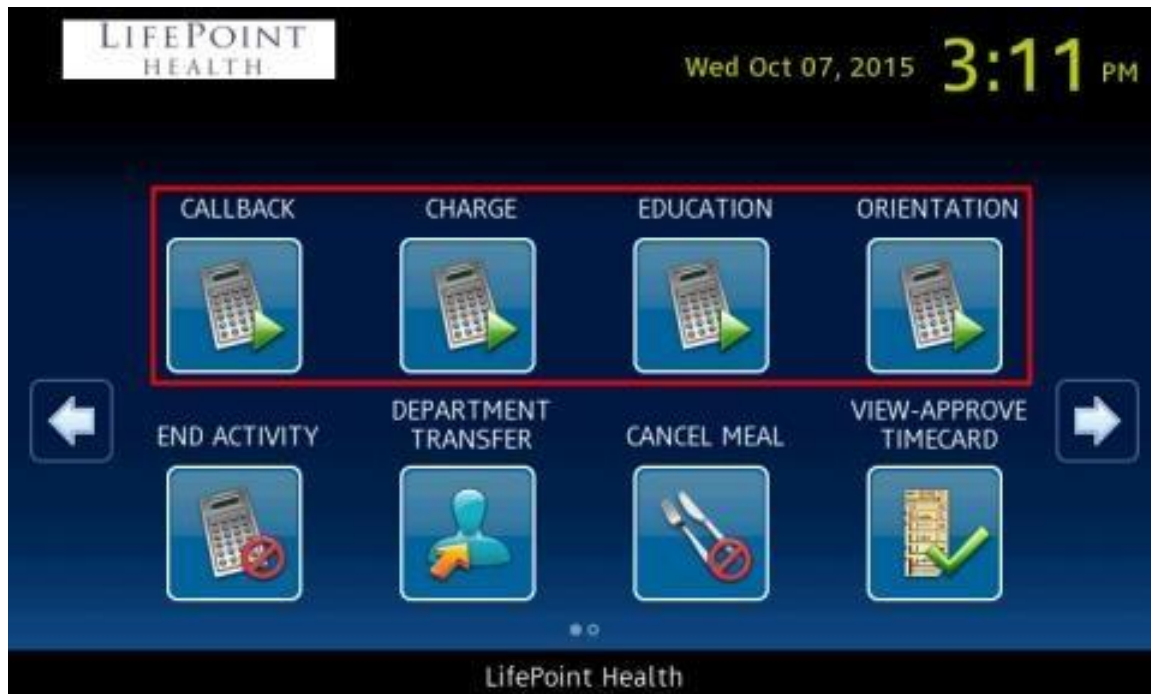 LIFEPOINT
HEALTH
Wed Oct 07, 2015 3:11 PM
CALLBACK CHARGE EDUCATION ORIENTATION
END ACTIVITY DEPARTMENT TRANSFER CANCEL MEAL VIEW-APPROVE TIMECARD
LifePoint Health